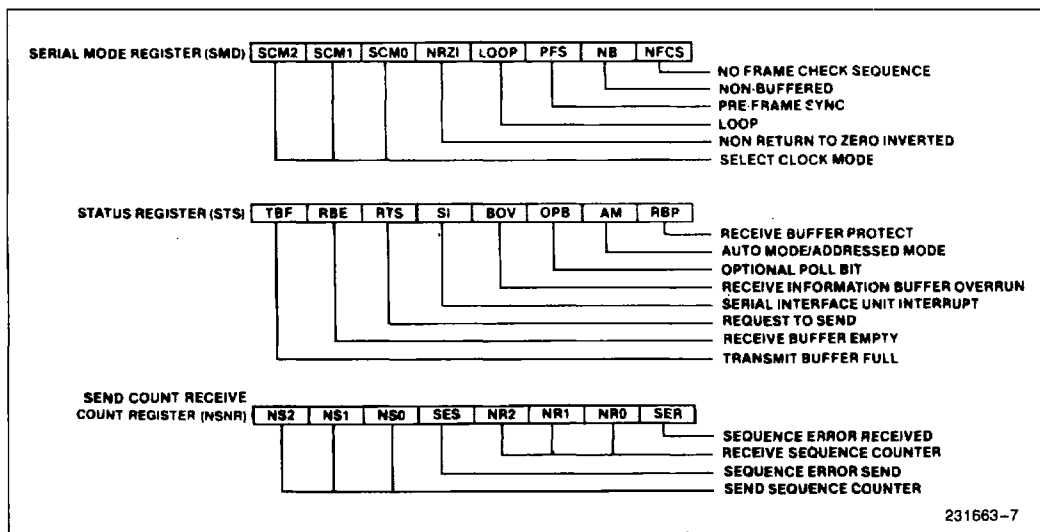 SERIAL MODE REGISTER (SMD) SCM2 SCM1 SCM0 NRZI LOOP PFS NB NFCS
NO FRAME CHECK SEQUENCE
NON-BUFFERED
PRE-FRAME SYNC
LOOP
NON RETURN TO ZERO INVERTED
SELECT CLOCK MODE
STATUS REGISTER (STS) TBF RBE RTS SI BOV OPB AM RBP
RECEIVE BUFFER PROTECT
AUTO MODE/ADDRESSED MODE
OPTIONAL POLL BIT
RECEIVE INFORMATION BUFFER OVERRUN
SERIAL INTERFACE UNIT INTERRUPT
REQUEST TO SEND
RECEIVE BUFFER EMPTY
TRANSMIT BUFFER FULL
SEND COUNT RECEIVE
COUNT REGISTER (NSNR) NS2 NS1 NS0 SES NR2 NR1 NR0 SER
SEQUENCE ERROR RECEIVED
RECEIVE SEQUENCE COUNTER
SEQUENCE ERROR SEND
SEND SEQUENCE COUNTER
231663-7